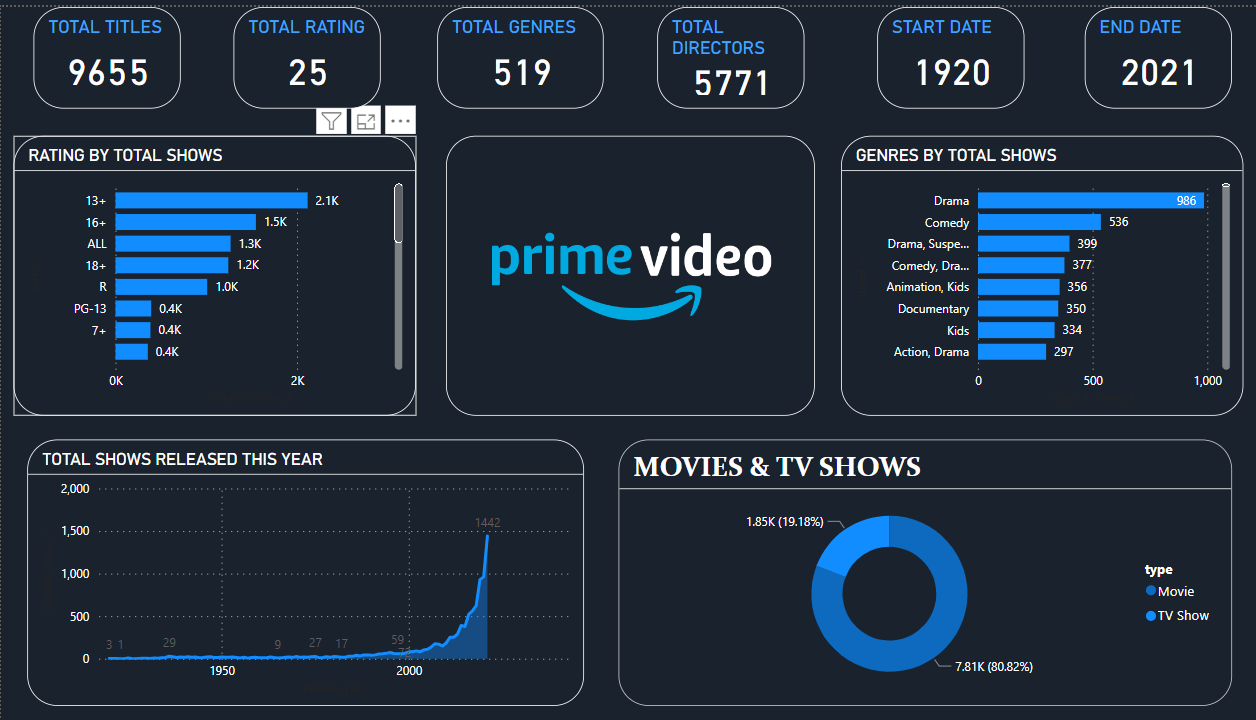 TOTAL TITLES
9655
TOTAL RATING
25
TOTAL GENRES
519
TOTAL
DIRECTORS
5771
START DATE
1920
END DATE
2021
RATING BY TOTAL SHOWS
13+ 2.1K
16+ 1.5K
ALL 1.3K
18+ 1.2K
R 1.0K
PG-13 0.4K
7+ 0.4K
0.4K
0K 2K
prime video
GENRES BY TOTAL SHOWS
Drama 986
Comedy 536
Drama, Suspe... 399
Comedy, Dra... 377
Animation, Kids 356
Documentary 350
Kids 334
Action, Drama 297
0 500 1,000
TOTAL SHOWS RELEASED THIS YEAR
2,000
1,500
1,000
500
0
3 1 29 9 27 17 59 1442
1950 2000
MOVIES & TV SHOWS
1.85K (19.18%)
7.81K (80.82%)
type
Movie
TV Show